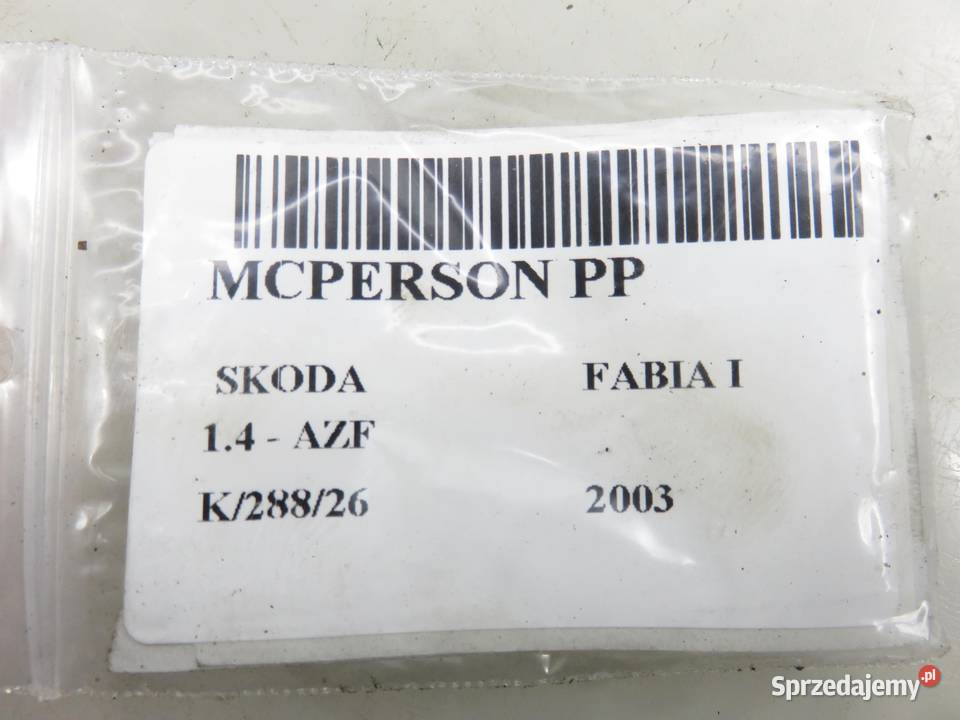 MCPERSON PP
SKODA FABIA I
1.4 - AZF
K/288/26 2003
Sprzedajemy.pl